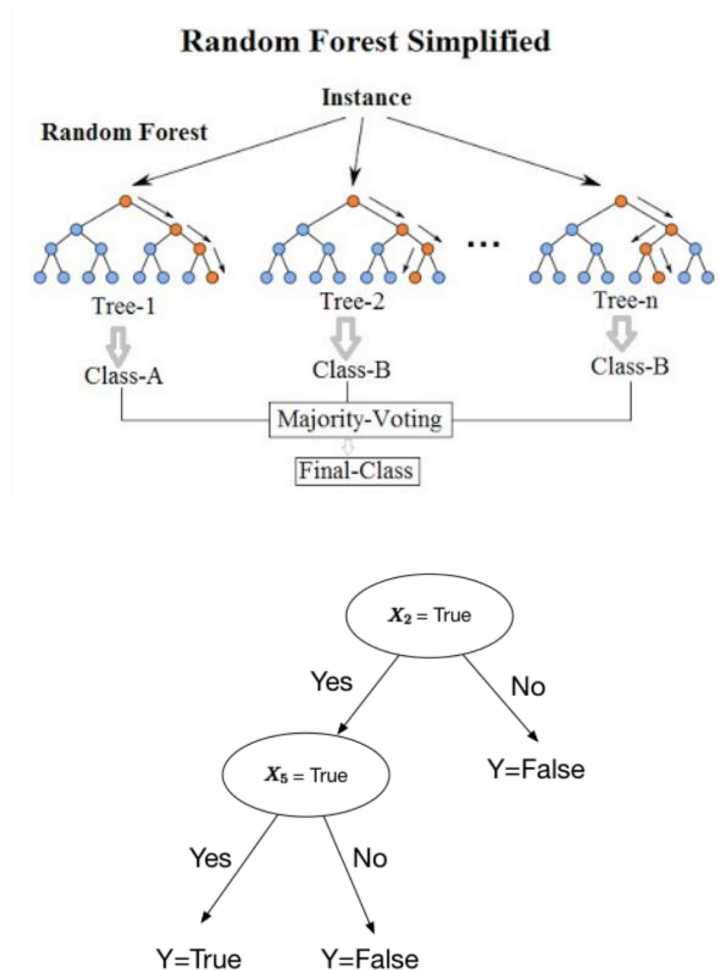 Random Forest Simplified
Instance
Random Forest
...
Tree-1 Tree-2 Tree-n
Class-A Class-B Class-B
Majority-Voting
Final-Class
X₂ = True
Yes No
X₅ = True Y=False
Yes No
Y=True Y=False